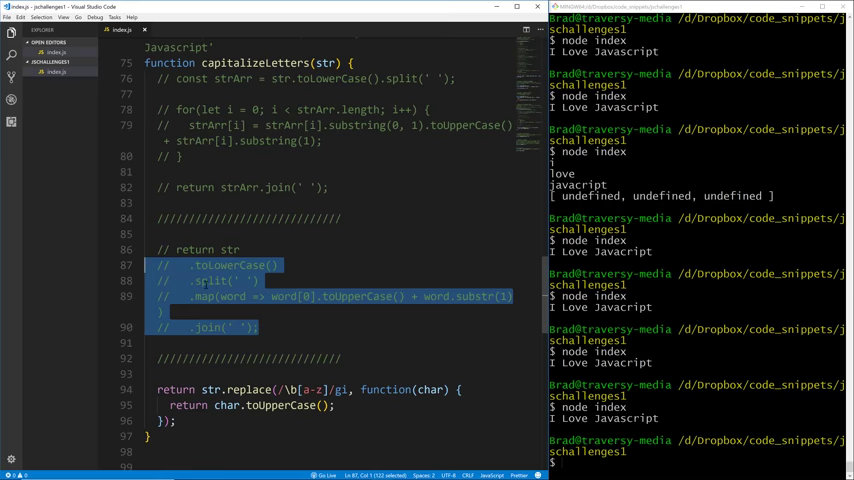 index.js - Visual Studio Code
File Edit Selection View Go Debug Tasks Help
EXPLORER
OPEN EDITORS
index.js
JSCHALLENGES1
index.js
index.js
Javascript'
75 function capitalizeLetters(str) {
76 // const strArr = str.toLowerCase().split(' ');
77
78 // for(let i = 0; i < strArr.length; i++) {
79 //   strArr[i] = strArr[i].substring(0, 1).toUpperCase()
+ strArr[i].substring(1);
80 // }
81
82 // return strArr.join(' ');
83
84 /////////////////////////////
85
86 // return str
87 //   .toLowerCase()
88 //   .split(' ')
89 //   .map(word => word[0].toUpperCase() + word.substr(1)
)
90 //   .join(' ');
91
92 /////////////////////////////
93
94 return str.replace(/\b[a-z]/gi, function(char) {
95 return char.toUpperCase();
96 });
97 }
98
0 0
Go Live Ln 87, Col 1 (122 selected) Spaces: 2 UTF-8 CRLF JavaScript Prettier
MINGW64:/d/Dropbox/code_snippets/jschallenges1
Brad@traversy-media /d/Dropbox/code_snippets/j
schallenges1
$ node index
I Love Javascript
Brad@traversy-media /d/Dropbox/code_snippets/j
schallenges1
$ node index
I Love Javascript
Brad@traversy-media /d/Dropbox/code_snippets/j
schallenges1
$ node index
i
love
javacript
[ undefined, undefined, undefined ]
Brad@traversy-media /d/Dropbox/code_snippets/j
schallenges1
$ node index
I Love Javascript
Brad@traversy-media /d/Dropbox/code_snippets/j
schallenges1
$ node index
I Love Javascript
Brad@traversy-media /d/Dropbox/code_snippets/j
schallenges1
$ node index
I Love Javascript
Brad@traversy-media /d/Dropbox/code_snippets/j
schallenges1
$ node index
I Love Javascript
Brad@traversy-media /d/Dropbox/code_snippets/j
schallenges1
$